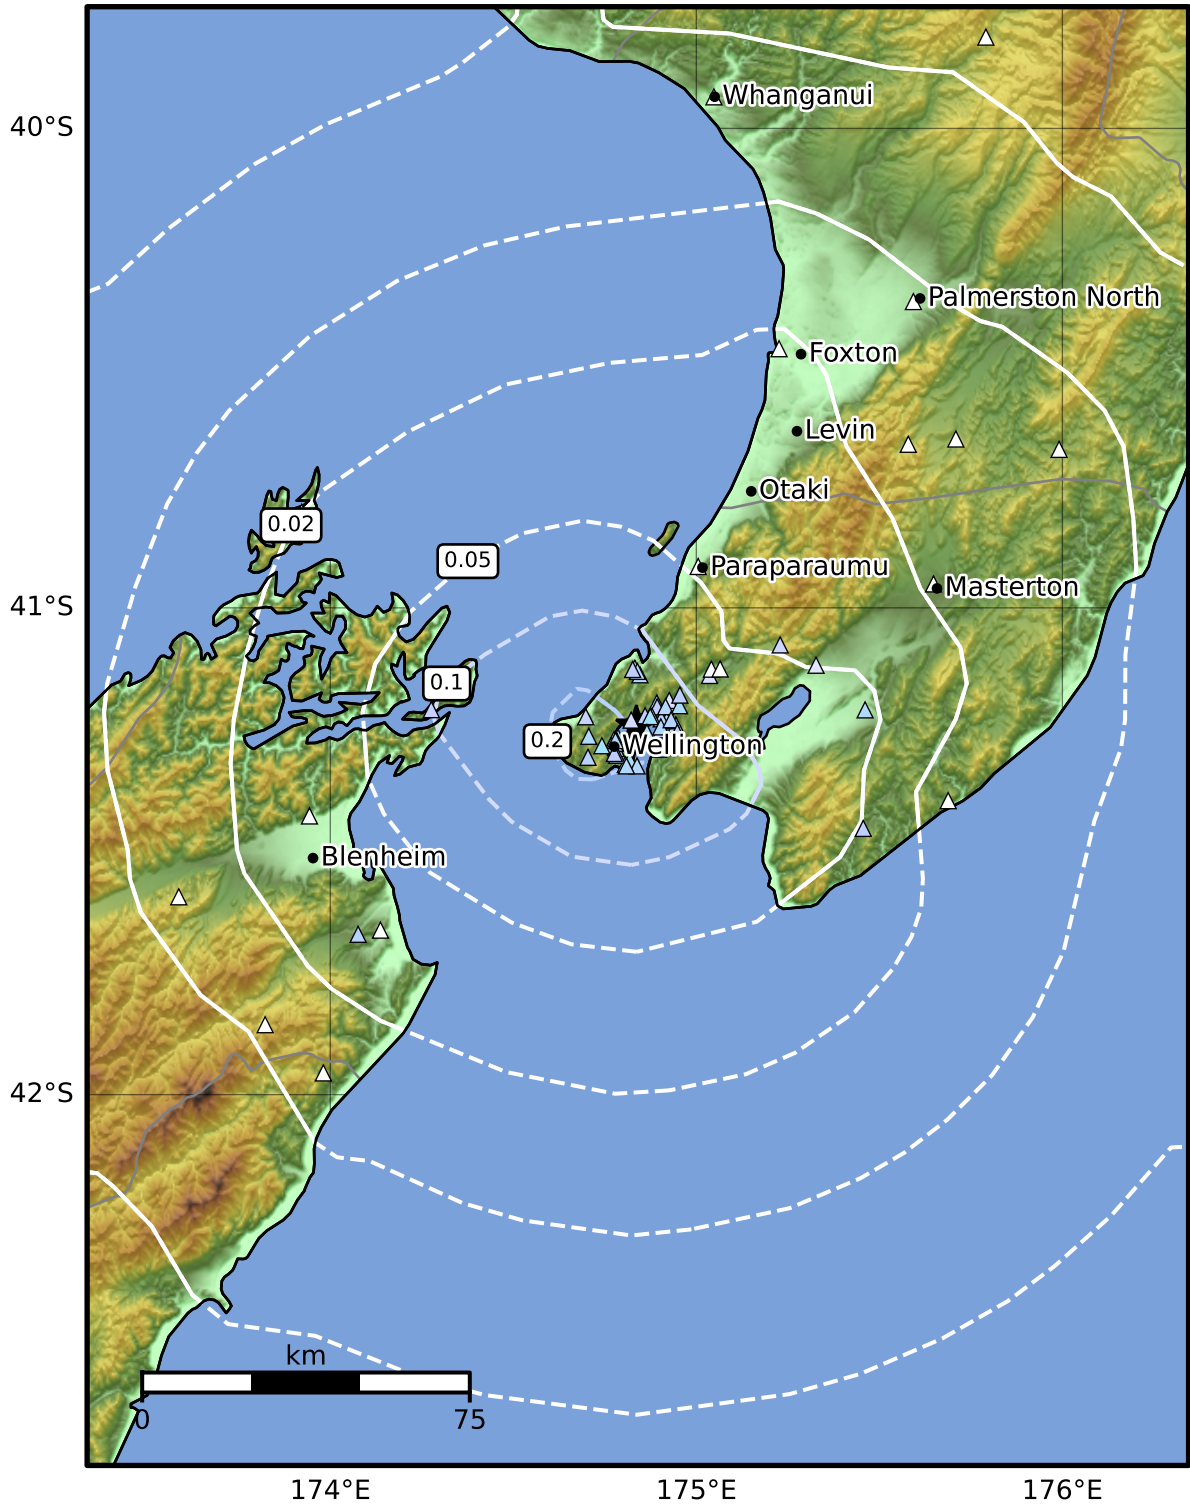 40°S
Whanganui
Palmerston North
Foxton
Levin
Otaki
0.02
0.05
Paraparaumu
Masterton
41°S
0.1
0.2
Wellington
Blenheim
42°S
km
0
75
174°E
175°E
176°E